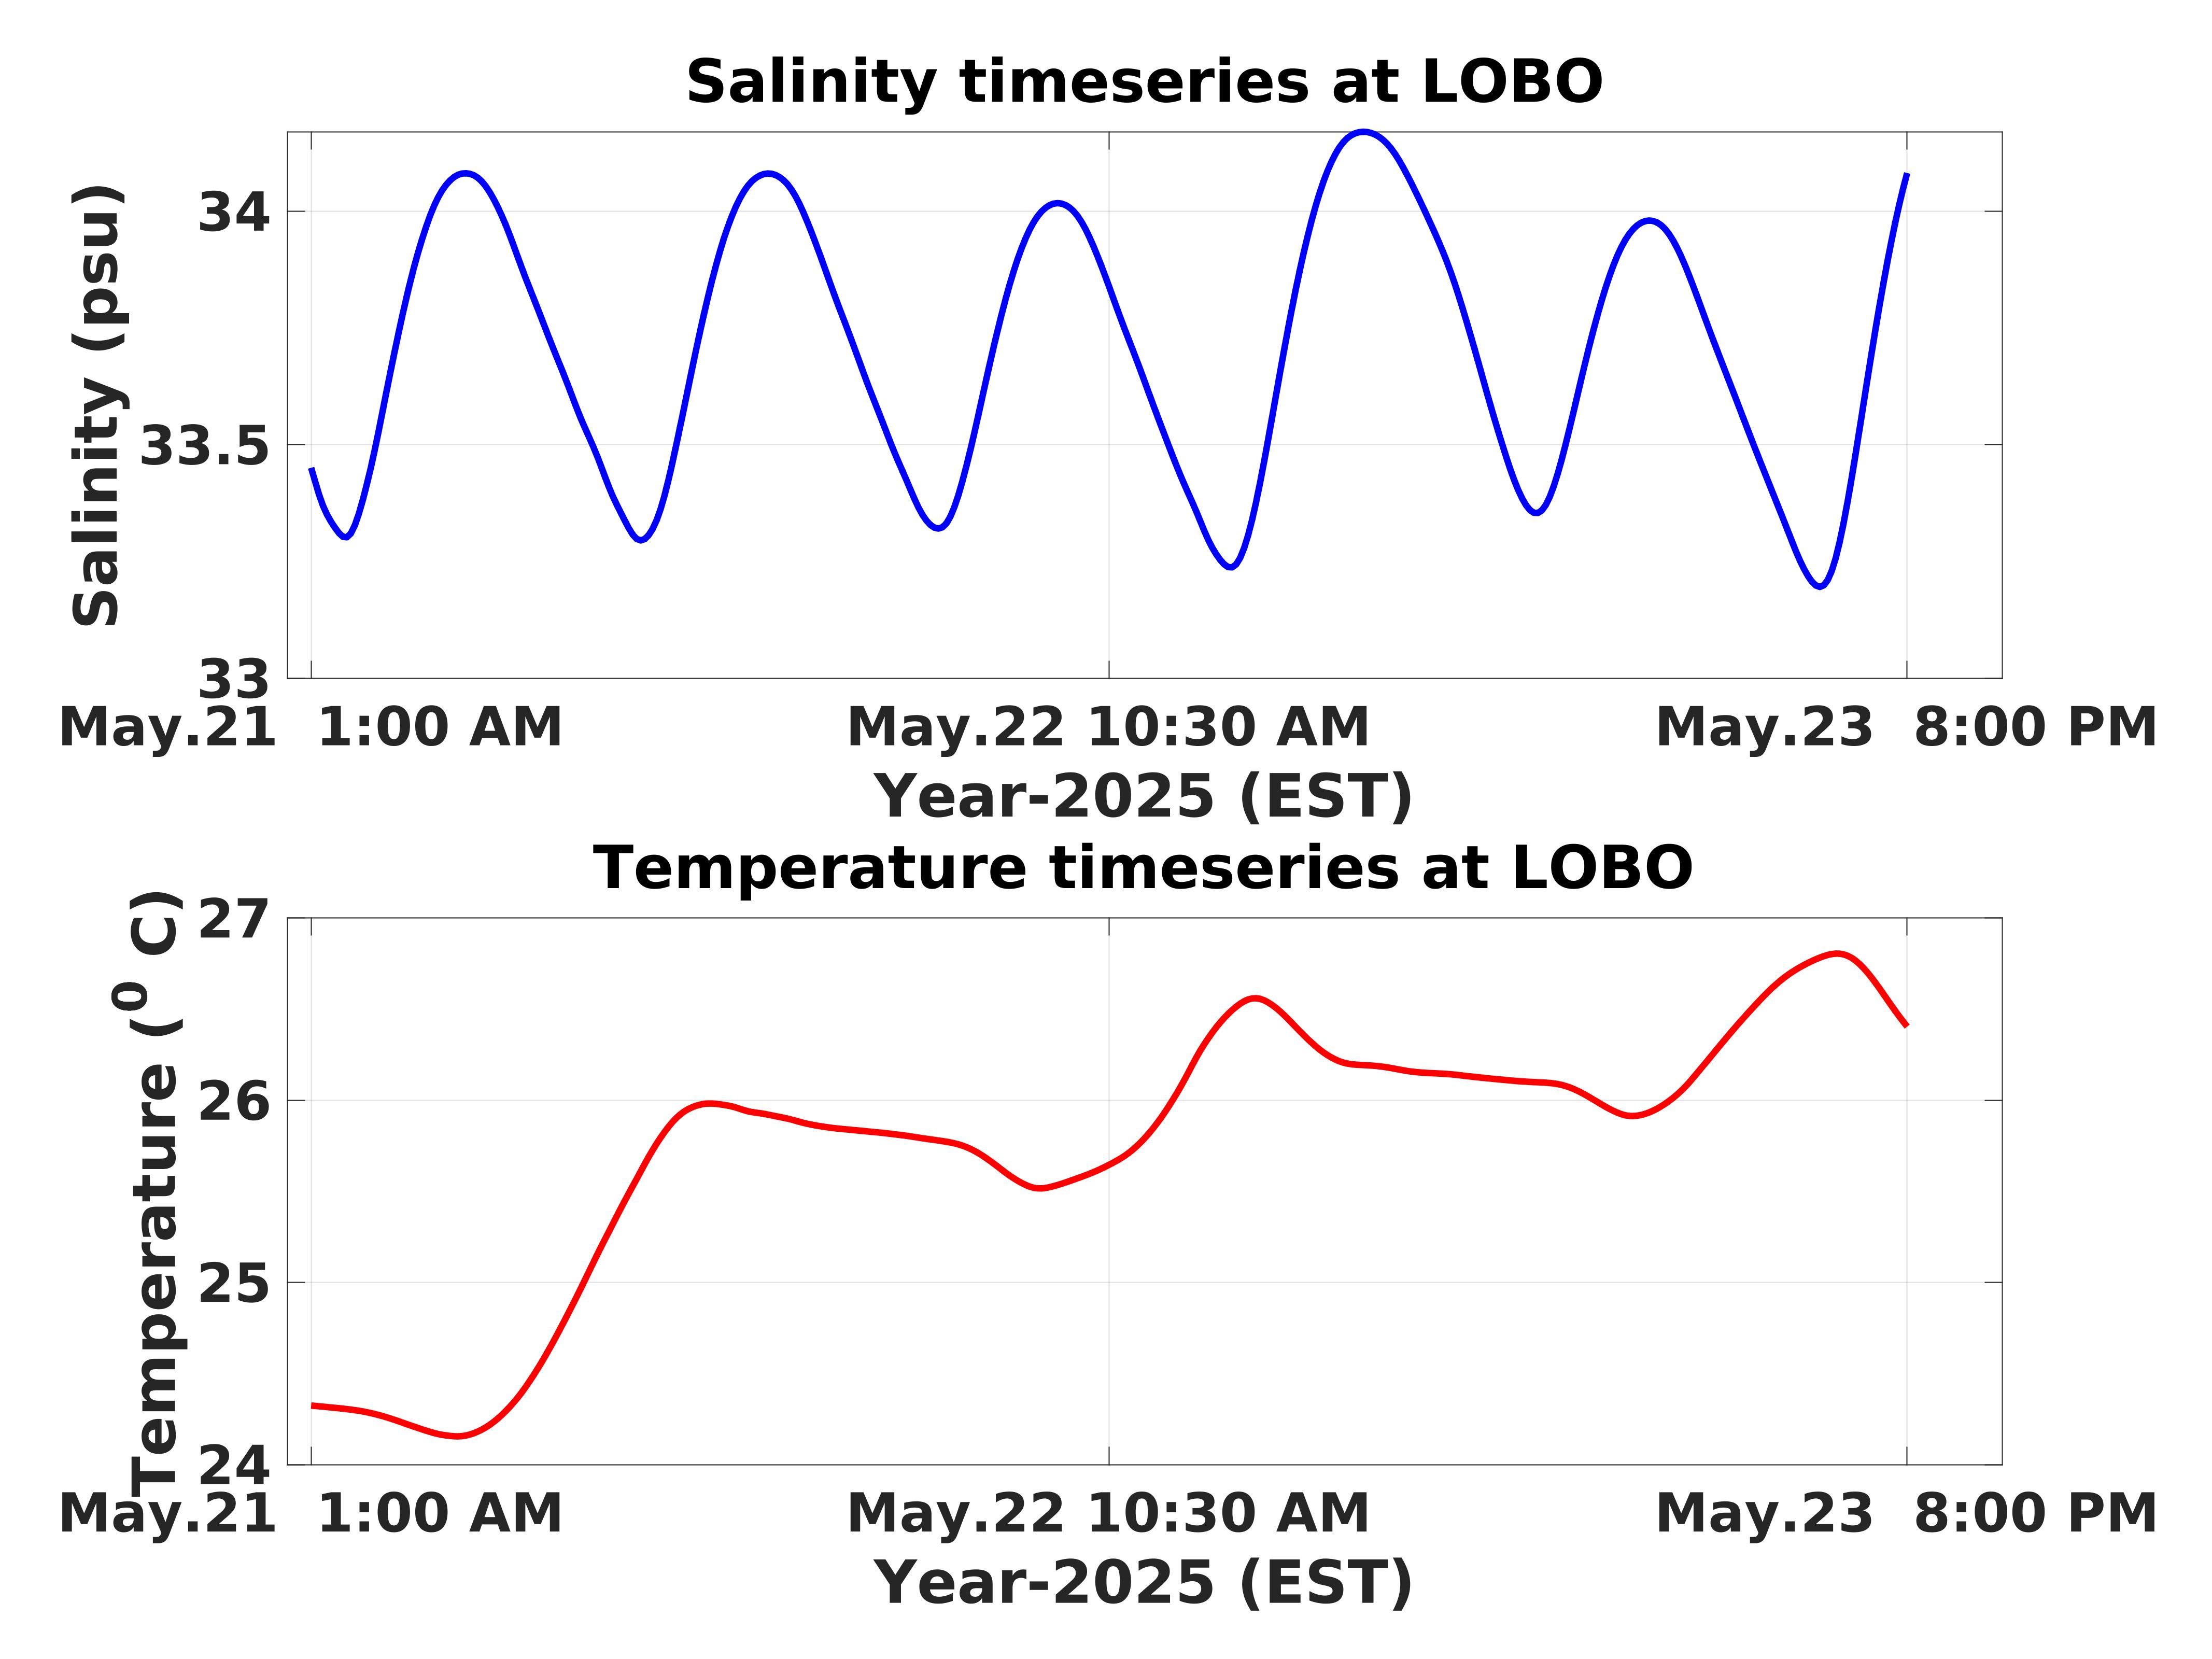 Salinity timeseries at LOBO
Salinity (psu)
34
33.5
33
May.21  1:00 AM
May.22 10:30 AM
May.23  8:00 PM
Year-2025 (EST)
Temperature timeseries at LOBO
Temperature (⁰ C)
27
26
25
24
May.21  1:00 AM
May.22 10:30 AM
May.23  8:00 PM
Year-2025 (EST)